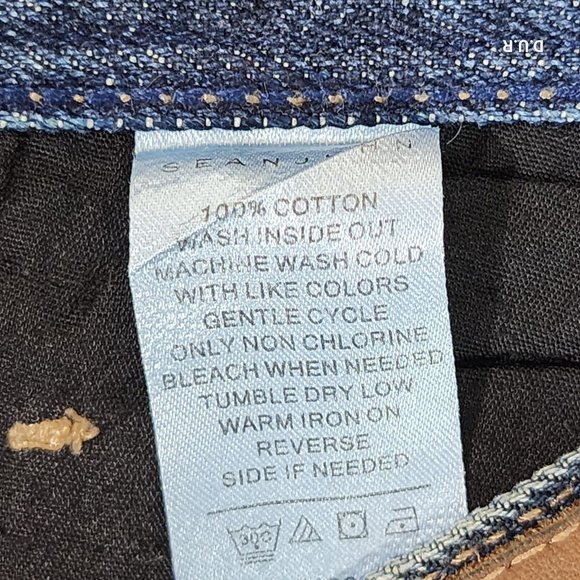 D.U.R
SEANJOHN
100% COTTON
WASH INSIDE OUT
MACHINE WASH COLD
WITH LIKE COLORS
GENTLE CYCLE
ONLY NON CHLORINE
BLEACH WHEN NEEDED
TUMBLE DRY LOW
WARM IRON ON
REVERSE
SIDE IF NEEDED
30C